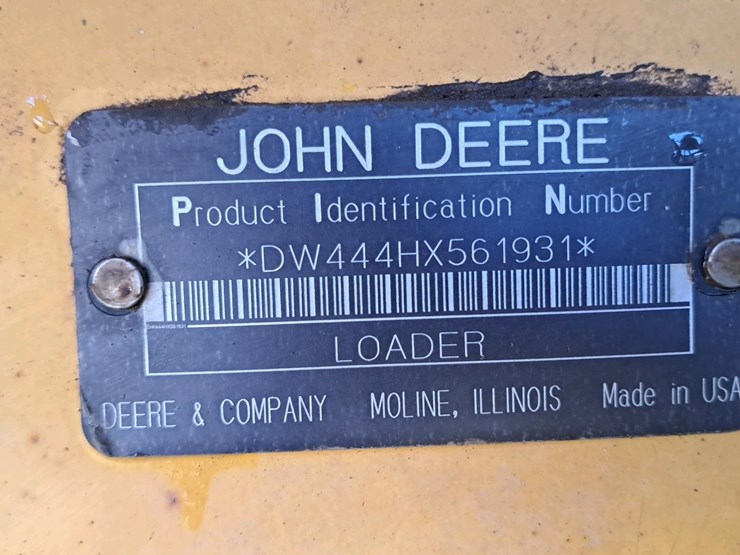 JOHN DEERE
Product Identification Number
*DW444HX561931*
LOADER
DEERE & COMPANY MOLINE, ILLINOIS Made in USA